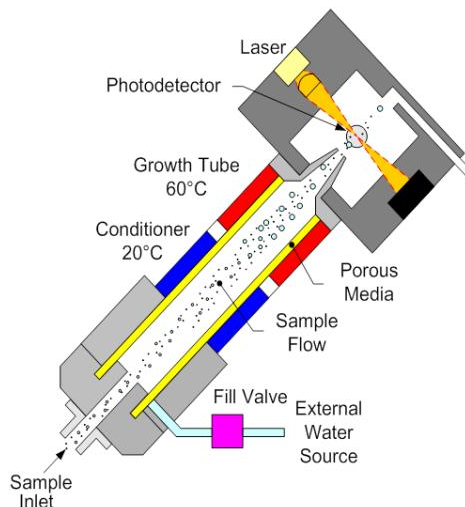 Laser
Photodetector
Growth Tube
60°C
Conditioner
20°C
Porous
Media
Sample
Flow
Fill Valve
External
Water
Source
Sample
Inlet